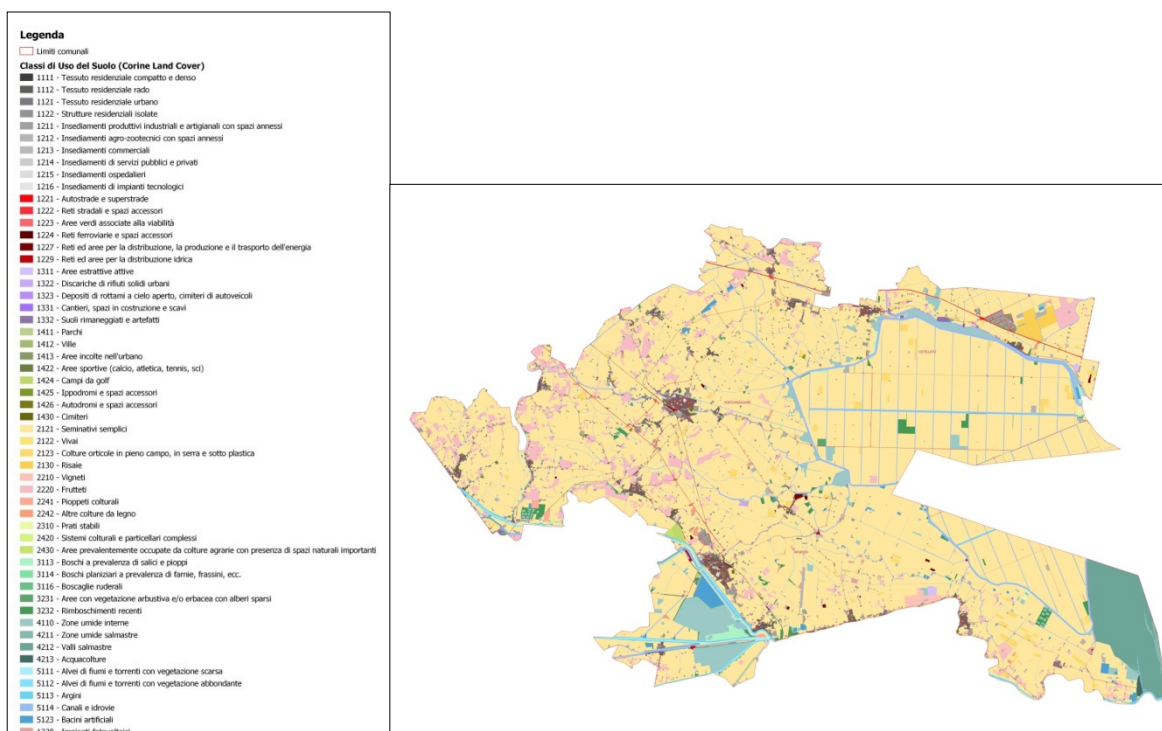 Legenda
Limiti comunali
Classi di Uso del Suolo (Corine Land Cover)
1111 - Tessuto residenziale compatto e denso
1112 - Tessuto residenziale rado
1121 - Tessuto residenziale urbano
1122 - Strutture residenziali isolate
1211 - Insediamenti produttivi industriali e artigianali con spazi annessi
1212 - Insediamenti agro-zootecnici con spazi annessi
1213 - Insediamenti commerciali
1214 - Insediamenti di servizi pubblici e privati
1215 - Insediamenti ospedalieri
1216 - Insediamenti di impianti tecnologici
1221 - Autostrade e superstrade
1222 - Reti stradali e spazi accessori
1223 - Aree verdi associate alla viabilità
1224 - Reti ferroviarie e spazi accessori
1227 - Reti ed aree per la distribuzione, la produzione e il trasporto dell'energia
1229 - Reti ed aree per la distribuzione idrica
1311 - Aree estrattive attive
1322 - Discariche di rifiuti solidi urbani
1323 - Depositi di rottami a cielo aperto, cimiteri di autoveicoli
1331 - Cantieri, spazi in costruzione e scavi
1332 - Suoli rimaneggiati e artefatti
1411 - Parchi
1412 - Ville
1413 - Aree incolte nell'urbano
1422 - Aree sportive (calcio, atletica, tennis, sci)
1424 - Campi da golf
1425 - Ippodromi e spazi accessori
1426 - Autodromi e spazi accessori
1430 - Cimiteri
2121 - Seminativi semplici
2122 - Vivai
2123 - Colture orticole in pieno campo, in serra e sotto plastica
2130 - Risaie
2210 - Vigneti
2220 - Frutteti
2241 - Pioppeti colturali
2242 - Altre colture da legno
2310 - Prati stabili
2420 - Sistemi colturali e particellari complessi
2430 - Aree prevalentemente occupate da colture agrarie con presenza di spazi naturali importanti
3113 - Boschi a prevalenza di salici e pioppi
3114 - Boschi planiziari a prevalenza di farnie, frassini, ecc.
3116 - Boscaglie ruderali
3231 - Aree con vegetazione arbustiva e/o erbacea con alberi sparsi
3232 - Rimboschimenti recenti
4110 - Zone umide interne
4211 - Zone umide salmastre
4212 - Valli salmastre
4213 - Acquacolture
5111 - Alvei di fiumi e torrenti con vegetazione scarsa
5112 - Alvei di fiumi e torrenti con vegetazione abbondante
5113 - Argini
5114 - Canali e idrovie
5123 - Bacini artificiali
OSTELLATO
PORTOMAGGIORE
ARGENTA